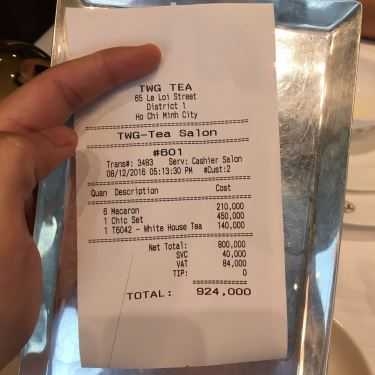 TWG TEA
65 Le Loi Street
District 1
Ho Chi Minh City
TWG-Tea Salon
#601
Trans#: 3483 Serv: Cashier Salon
08/12/2016 05:13:30 PM #Cust:2
Quan Description Cost
6 Macaron 210,000
1 Chic Set 450,000
1 T6042 - White House Tea 140,000
Net Total: 800,000
SVC 40,000
VAT 84,000
TIP: 0
TOTAL: 924,000